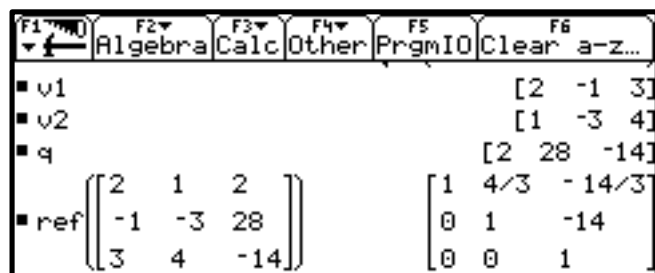 F1 F2 F3 F4 F5 F6
Algebra Calc Other PrgmIO Clear a-z…
▪ v1 [2 -1 3]
▪ v2 [1 -3 4]
▪ q [2 28 -14]
[2 1 2] [1 4/3 -14/3]
▪ ref([-1 -3 28]) [0 1 -14]
[3 4 -14] [0 0 1]